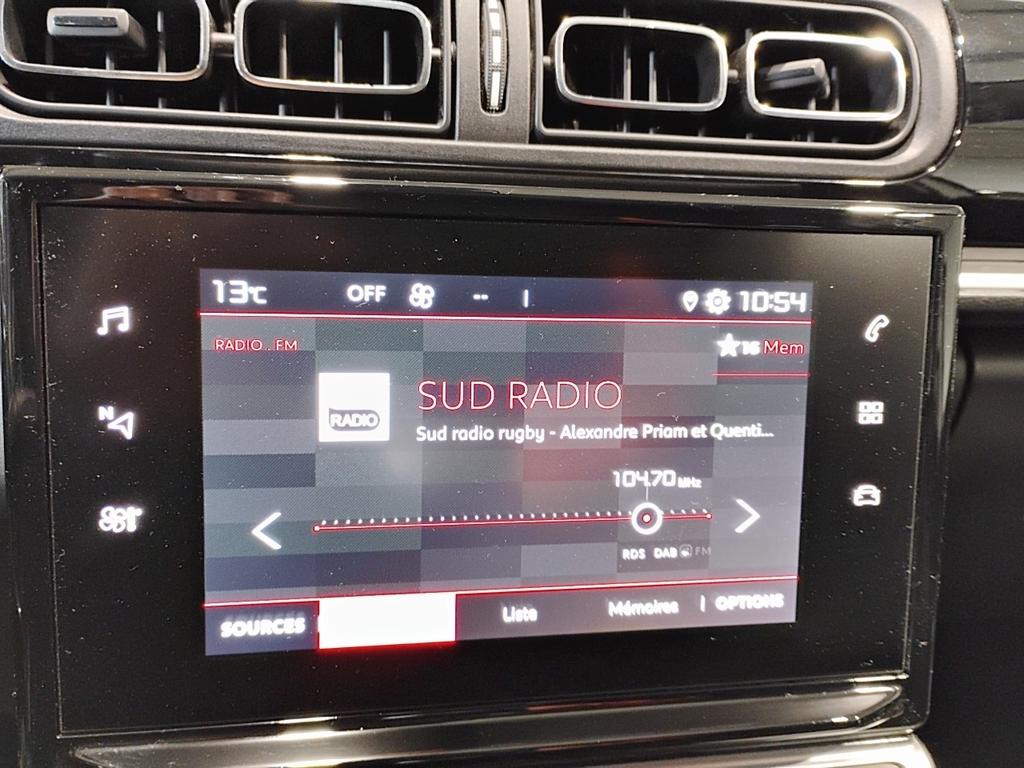 13°C OFF -- 10:54
RADIO . FM
16 Mem
RADIO
SUD RADIO
Sud radio rugby - Alexandre Priam et Quenti...
104.70 MHz
N
RDS DAB FM
SOURCES Liste Mémoires OPTIONS